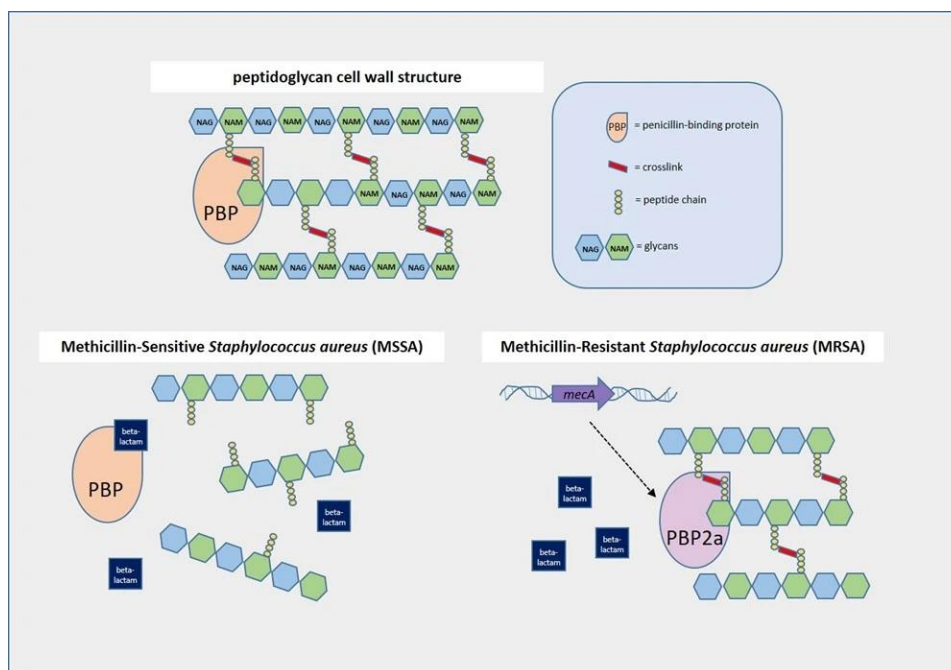 peptidoglycan cell wall structure
NAG NAM NAG NAM NAG NAM NAG NAM NAG NAM
PBP
NAM NAG NAM NAG NAM
NAG NAM NAG NAM NAG NAM NAG NAM
PBP = penicillin-binding protein
= crosslink
= peptide chain
NAG NAM = glycans
Methicillin-Sensitive Staphylococcus aureus (MSSA)
beta-
lactam
PBP
beta-
lactam
beta-
lactam
Methicillin-Resistant Staphylococcus aureus (MRSA)
mecA
beta-
lactam
beta-
lactam
beta-
lactam
PBP2a